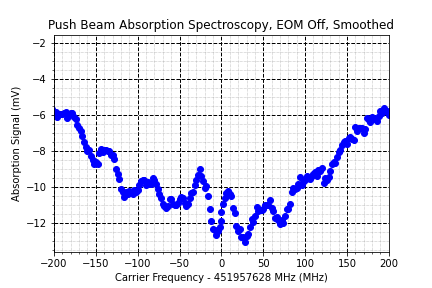 Push Beam Absorption Spectroscopy, EOM Off, Smoothed
Absorption Signal (mV)
−2
−4
−6
−8
−10
−12
−200 −150 −100 −50 0 50 100 150 200
Carrier Frequency - 451957628 MHz (MHz)